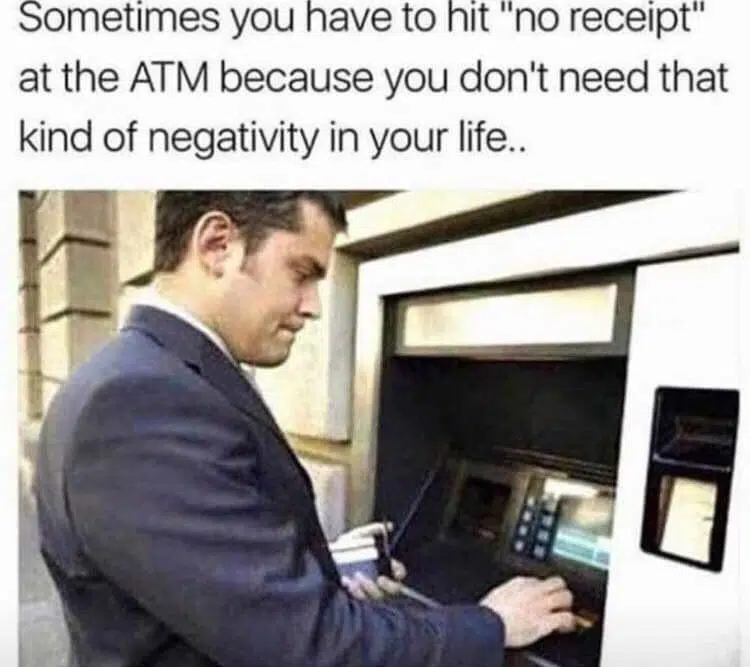 Sometimes you have to hit "no receipt"
at the ATM because you don't need that
kind of negativity in your life..